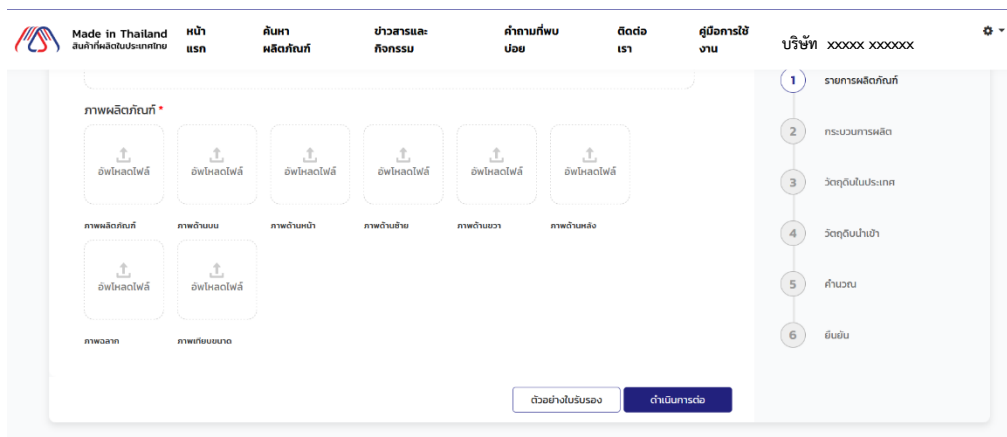 Made in Thailand
สินค้าที่ผลิตในประเทศไทย
หน้า
แรก
ค้นหา
ผลิตภัณฑ์
ข่าวสารและ
กิจกรรม
คำถามที่พบ
บ่อย
ติดต่อ
เรา
คู่มือการใช้
งาน
บริษัท xxxxx xxxxxx
ภาพผลิตภัณฑ์ *
อัพโหลดไฟล์ อัพโหลดไฟล์ อัพโหลดไฟล์ อัพโหลดไฟล์ อัพโหลดไฟล์ อัพโหลดไฟล์
ภาพผลิตภัณฑ์ ภาพด้านบน ภาพด้านหน้า ภาพด้านซ้าย ภาพด้านขวา ภาพด้านหลัง
อัพโหลดไฟล์ อัพโหลดไฟล์
ภาพฉลาก ภาพเทียบขนาด
ตัวอย่างใบรับรอง ดำเนินการต่อ
1 รายการผลิตภัณฑ์
2 กระบวนการผลิต
3 วัตถุดิบในประเทศ
4 วัตถุดิบนำเข้า
5 คำนวณ
6 ยืนยัน